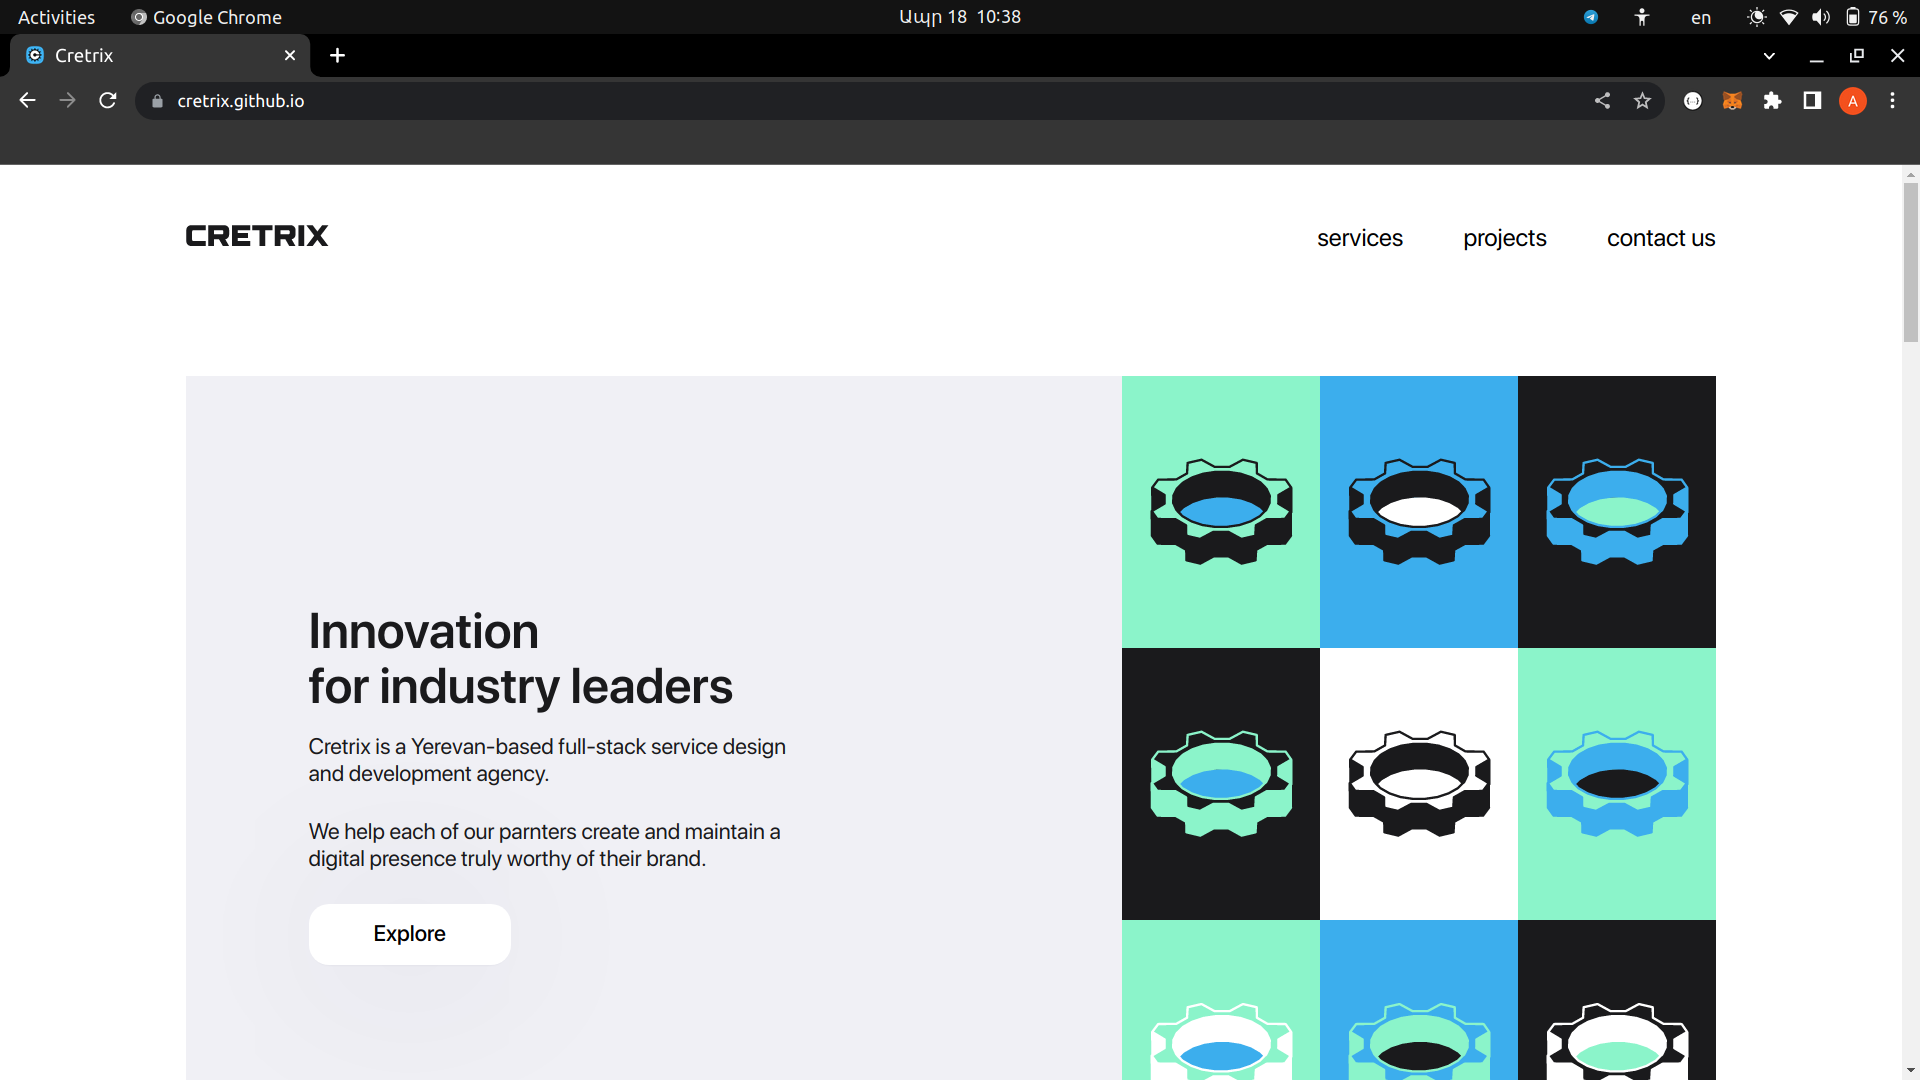 Activities Google Chrome Ապր 18 10:38 en 76 %
Cretrix
cretrix.github.io A
CRETRIX services projects contact us
Innovation
for industry leaders
Cretrix is a Yerevan-based full-stack service design
and development agency.
We help each of our parnters create and maintain a
digital presence truly worthy of their brand.
Explore